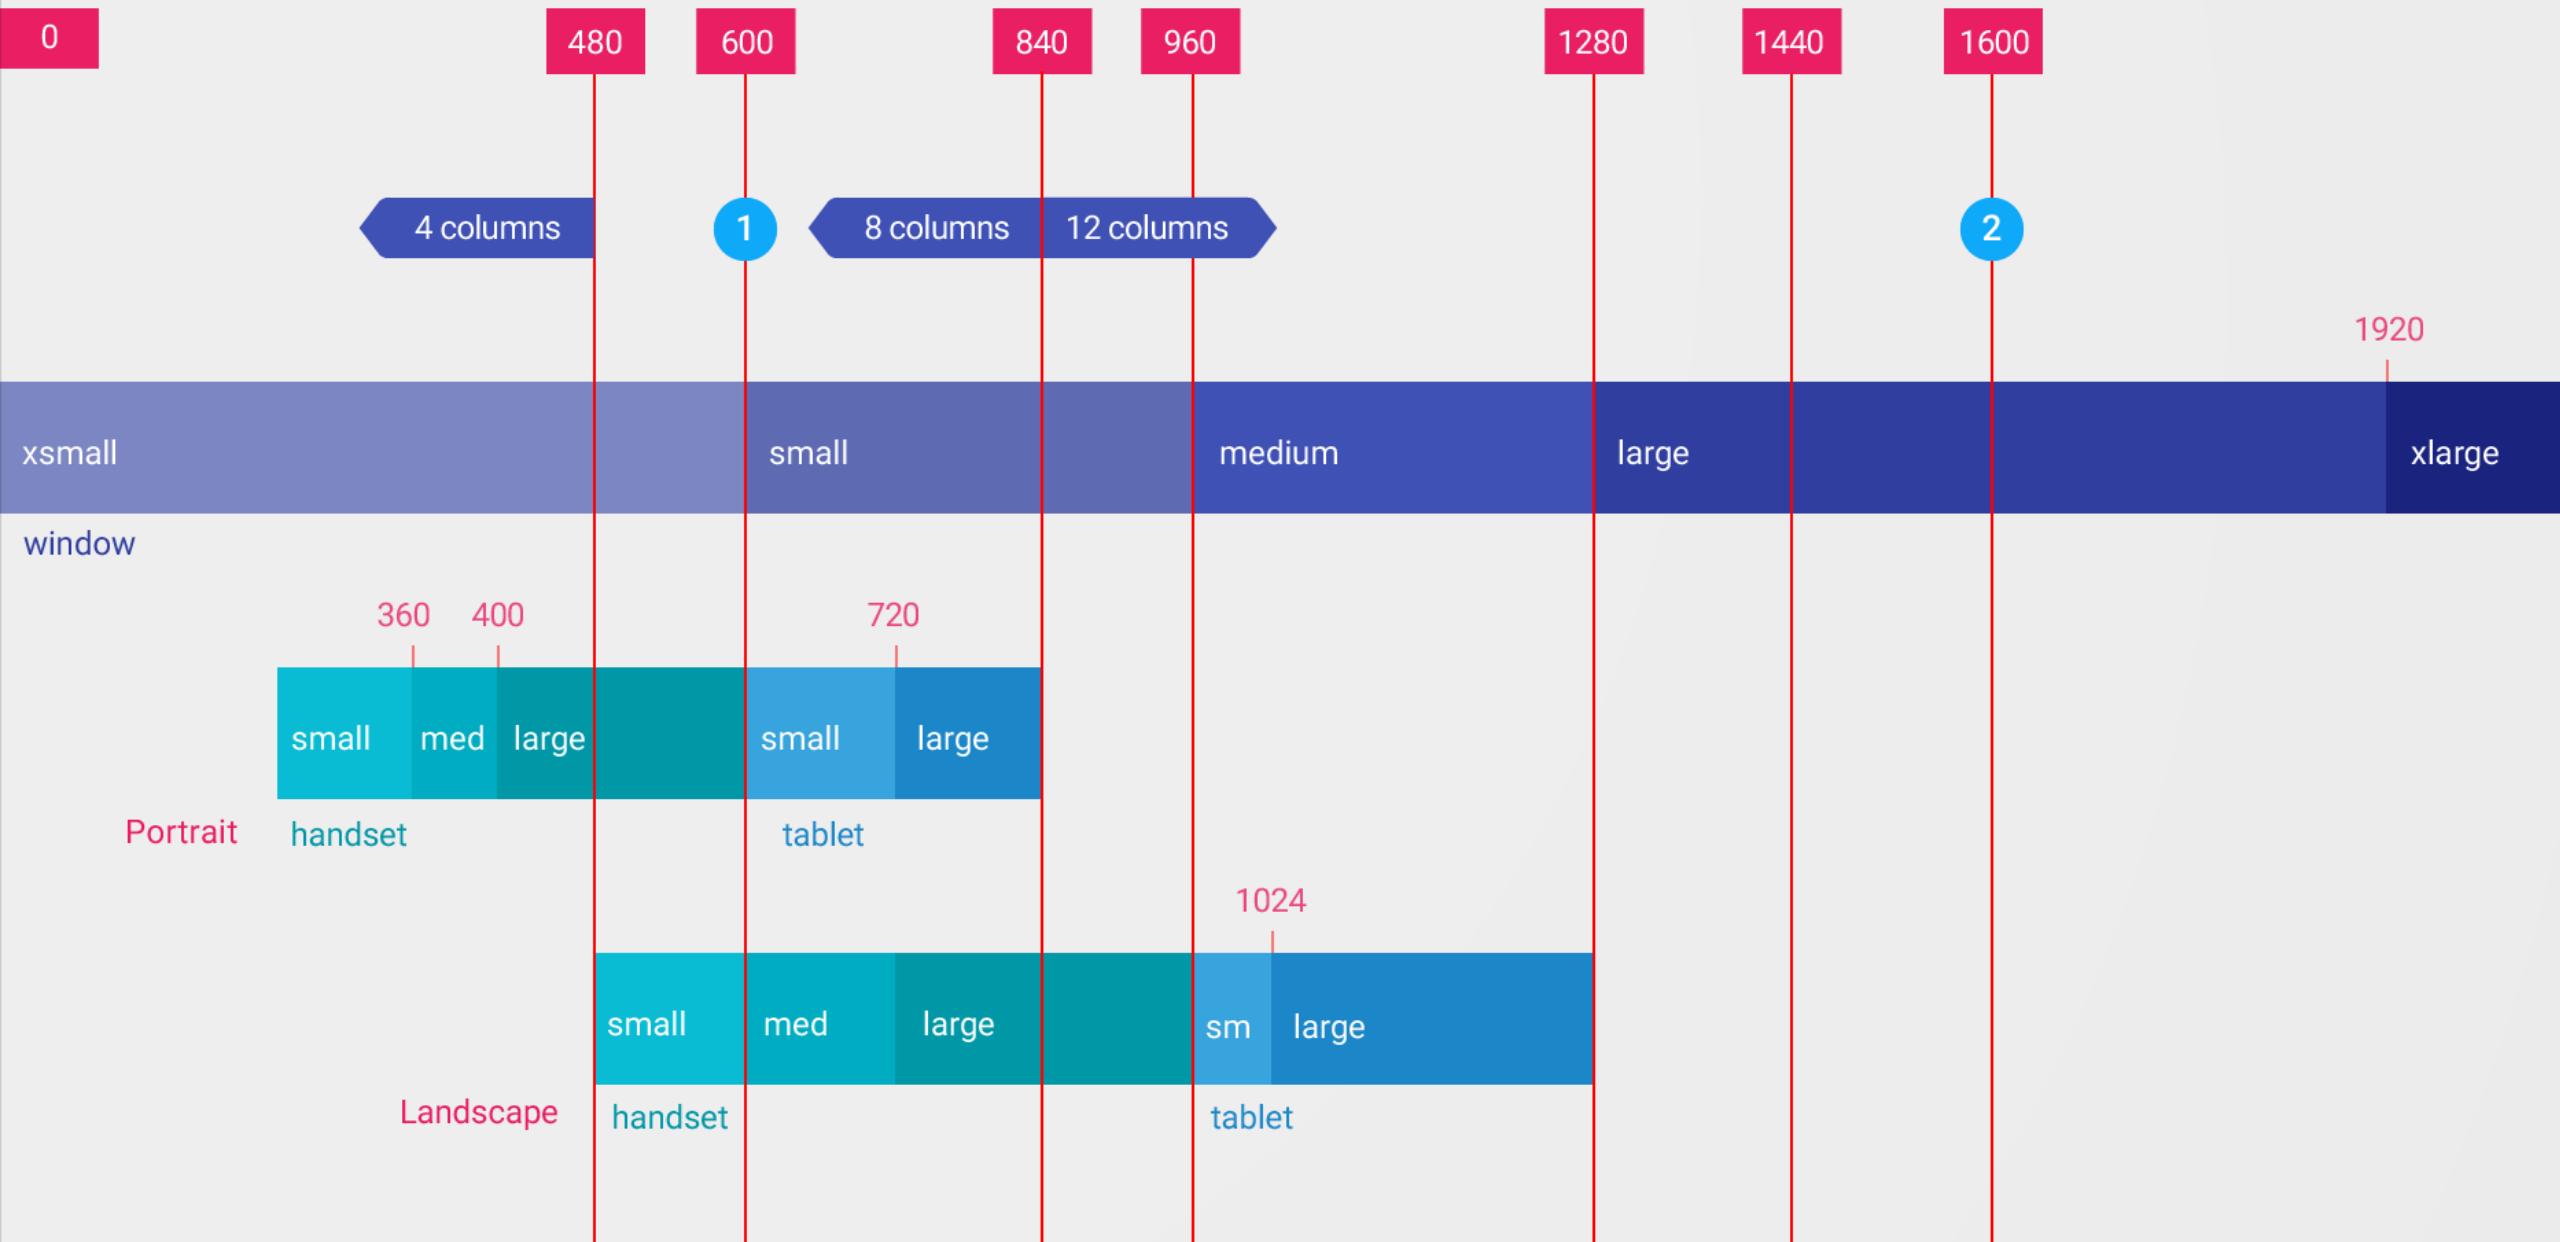 0 480 600 840 960 1280 1440 1600
4 columns 1 8 columns 12 columns 2
1920
xsmall small medium large xlarge
window
360 400 720
small med large small large
Portrait handset tablet
1024
small med large sm large
Landscape handset tablet